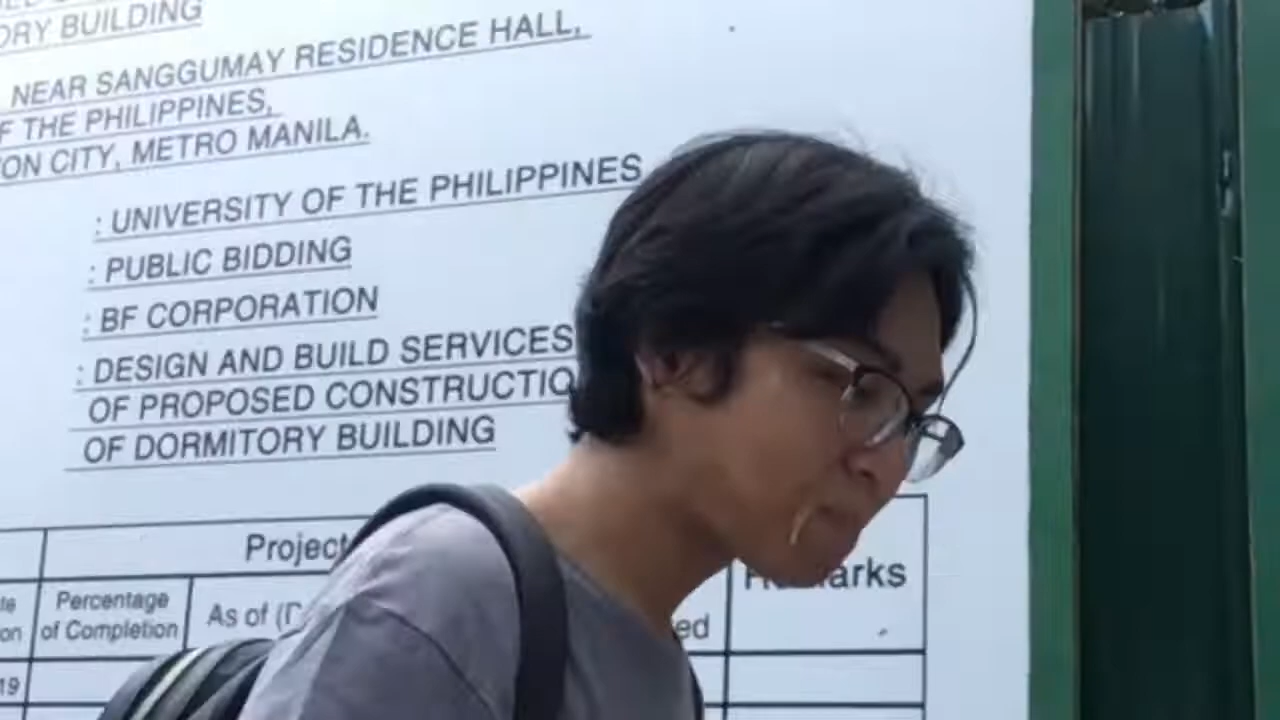 ORY BUILDING
NEAR SANGGUMAY RESIDENCE HALL,
F THE PHILIPPINES,
ON CITY, METRO MANILA.
: UNIVERSITY OF THE PHILIPPINES
: PUBLIC BIDDING
: BF CORPORATION
: DESIGN AND BUILD SERVICES
OF PROPOSED CONSTRUCTIO
OF DORMITORY BUILDING
Project
Percentage
of Completion
As of (D
ed
arks
te
on
19